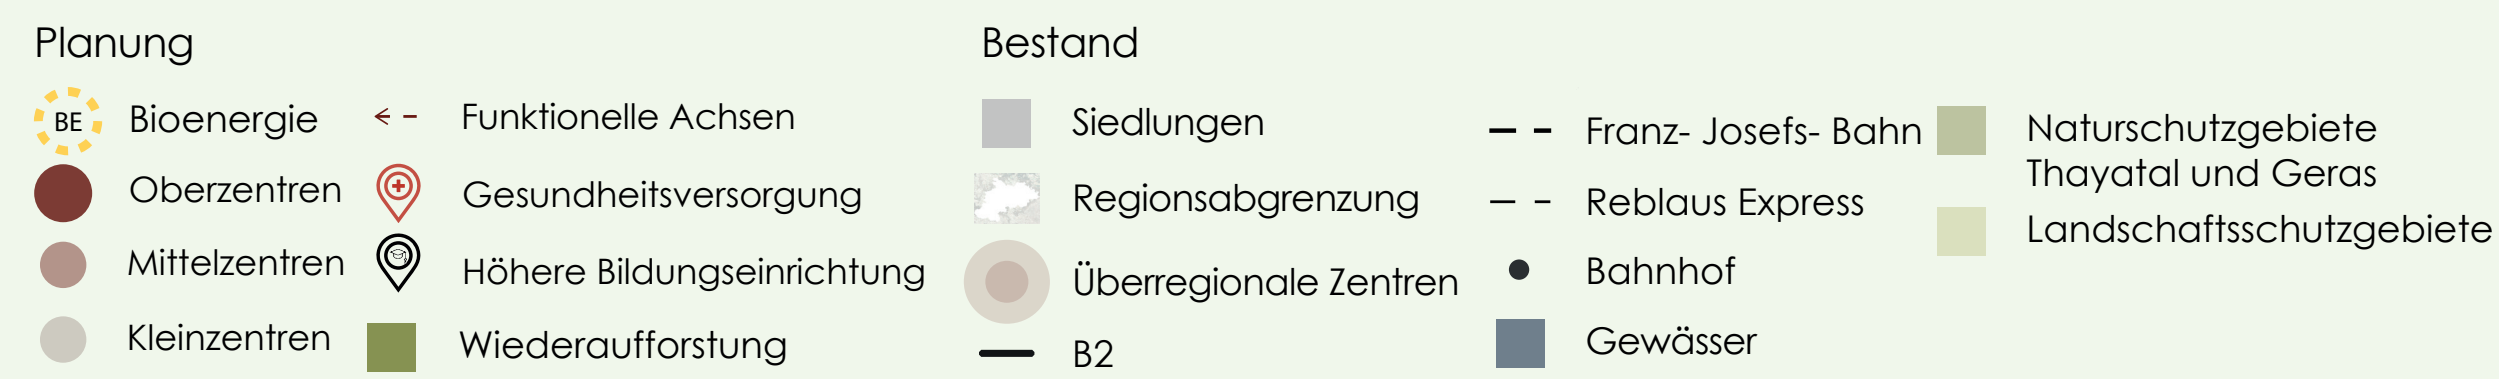 Planung
BE Bioenergie
Oberzentren
Mittelzentren
Kleinzentren
Funktionelle Achsen
Gesundheitsversorgung
Höhere Bildungseinrichtung
Wiederaufforstung
Bestand
Siedlungen
Regionsabgrenzung
Überregionale Zentren
B2
Franz- Josefs- Bahn
Reblaus Express
Bahnhof
Gewässer
Naturschutzgebiete
Thayatal und Geras
Landschaftsschutzgebiete